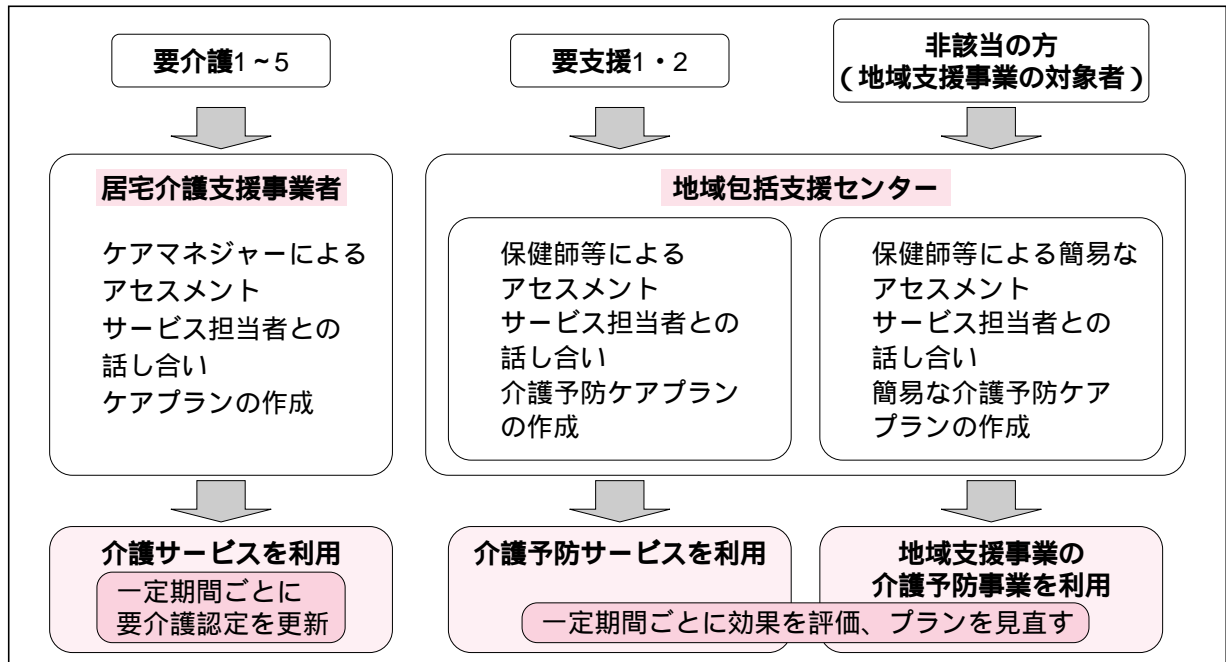 要介護1~5
要支援1・2
非該当の方
(地域支援事業の対象者)
居宅介護支援事業者
ケアマネジャーによる
アセスメント
サービス担当者との
話し合い
ケアプランの作成
地域包括支援センター
保健師等による
アセスメント
サービス担当者との
話し合い
介護予防ケアプラン
の作成
保健師等による簡易な
アセスメント
サービス担当者との
話し合い
簡易な介護予防ケア
プランの作成
介護サービスを利用
一定期間ごとに
要介護認定を更新
介護予防サービスを利用
地域支援事業の
介護予防事業を利用
一定期間ごとに効果を評価、プランを見直す